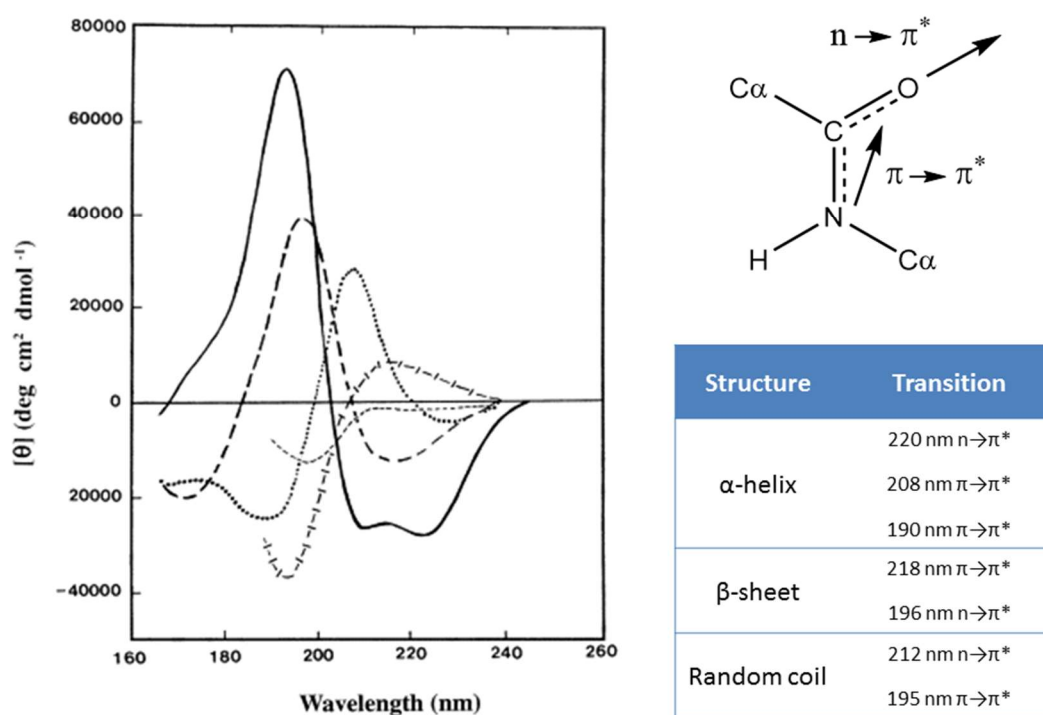 80000
60000
40000
20000
0
20000
−40000
160
180
200
220
240
260
[θ] (deg cm² dmol ⁻¹)
Wavelength (nm)
n → π*
Cα
O
C
π → π*
N
H
Cα
Structure Transition
α-helix
220 nm n→π*
208 nm π→π*
190 nm π→π*
β-sheet
218 nm π→π*
196 nm n→π*
Random coil
212 nm n→π*
195 nm π→π*